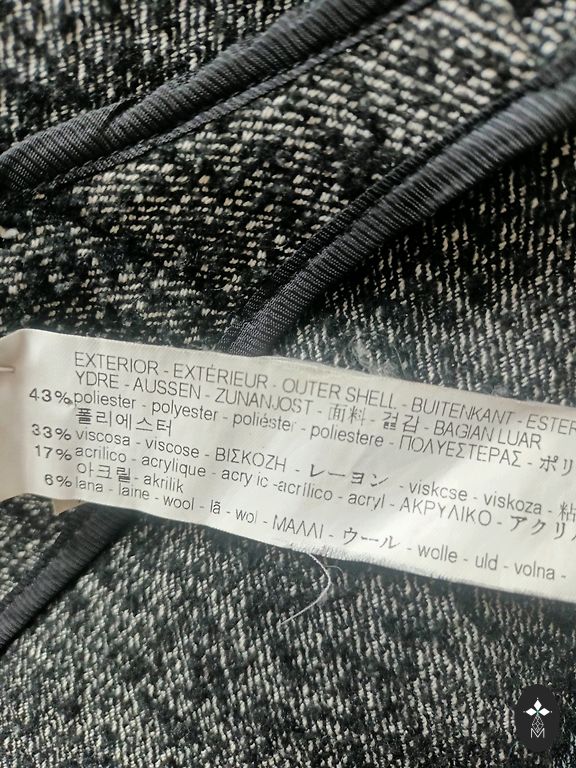 EXTERIOR - EXTÉRIEUR - OUTER SHELL - BUITENKANT - ESTER
YDRE - AUSSEN - ZUNANJOST - 面料 - 겉감 - BAGIAN LUAR
43% poliester - polyester - poliéster - poliestere - ΠΟΛΥΕΣΤΕΡΑΣ - ポリ
폴리에스터
33% viscosa - viscose - ΒΙΣΚΟΖΗ - レーヨン - viskcse - viskoza - 粘
17% acrilico - acrylique - acrylic -acrílico - acryl - ΑΚΡΥΛΙΚΟ - アクリ
아크릴 - akrilik
6% lana - laine - wool - lã - wol - ΜΑΛΛΙ - ウール - wolle - uld - volna -
M